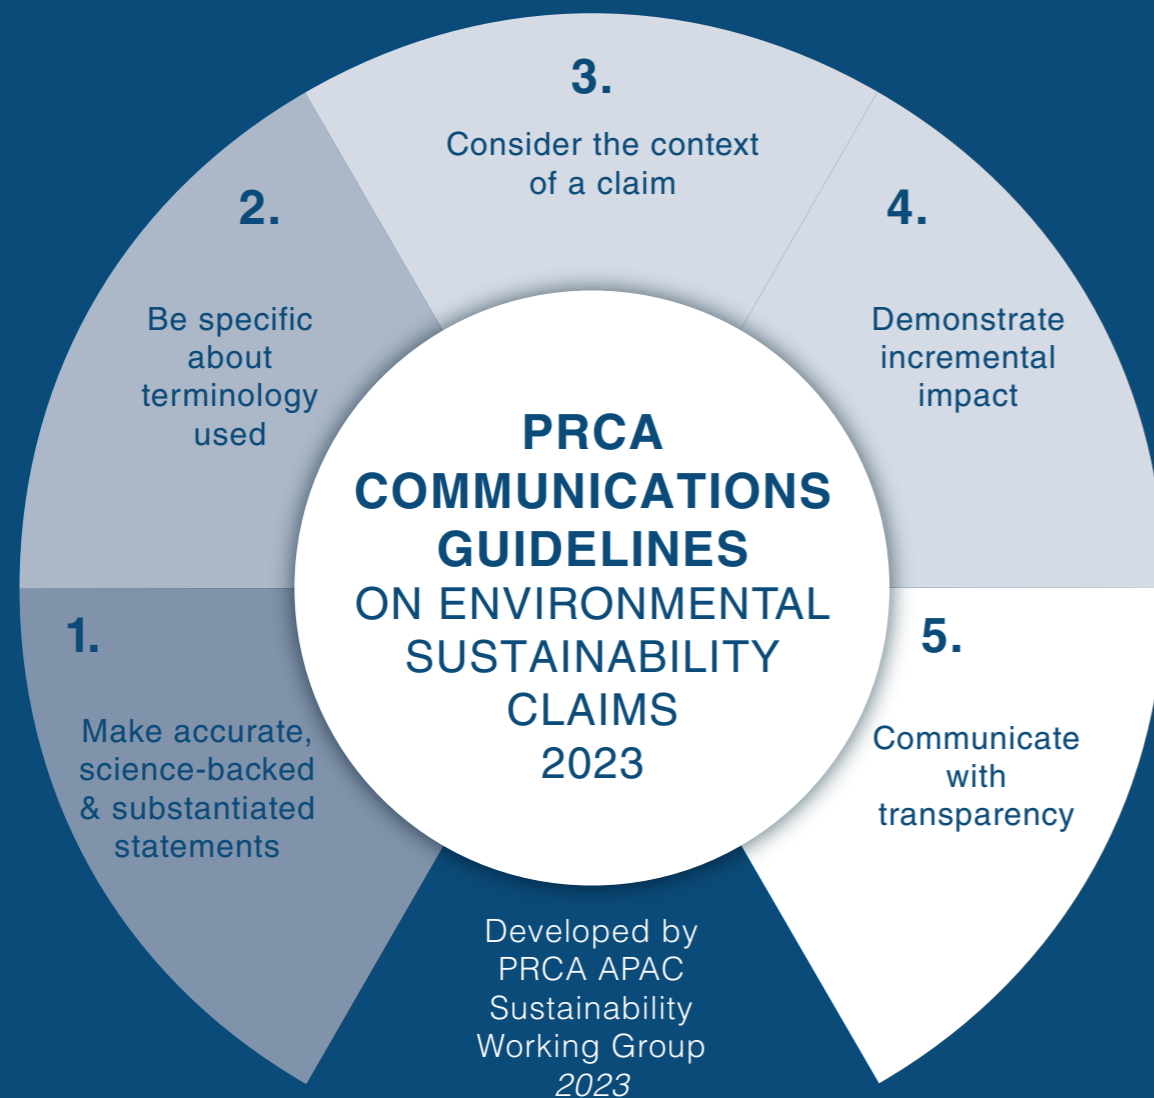 1.
Make accurate,
science-backed
& substantiated
statements
2.
Be specific
about
terminology
used
3.
Consider the context
of a claim
4.
Demonstrate
incremental
impact
5.
Communicate
with
transparency
PRCA
COMMUNICATIONS
GUIDELINES
ON ENVIRONMENTAL
SUSTAINABILITY
CLAIMS
2023
Developed by
PRCA APAC
Sustainability
Working Group
2023